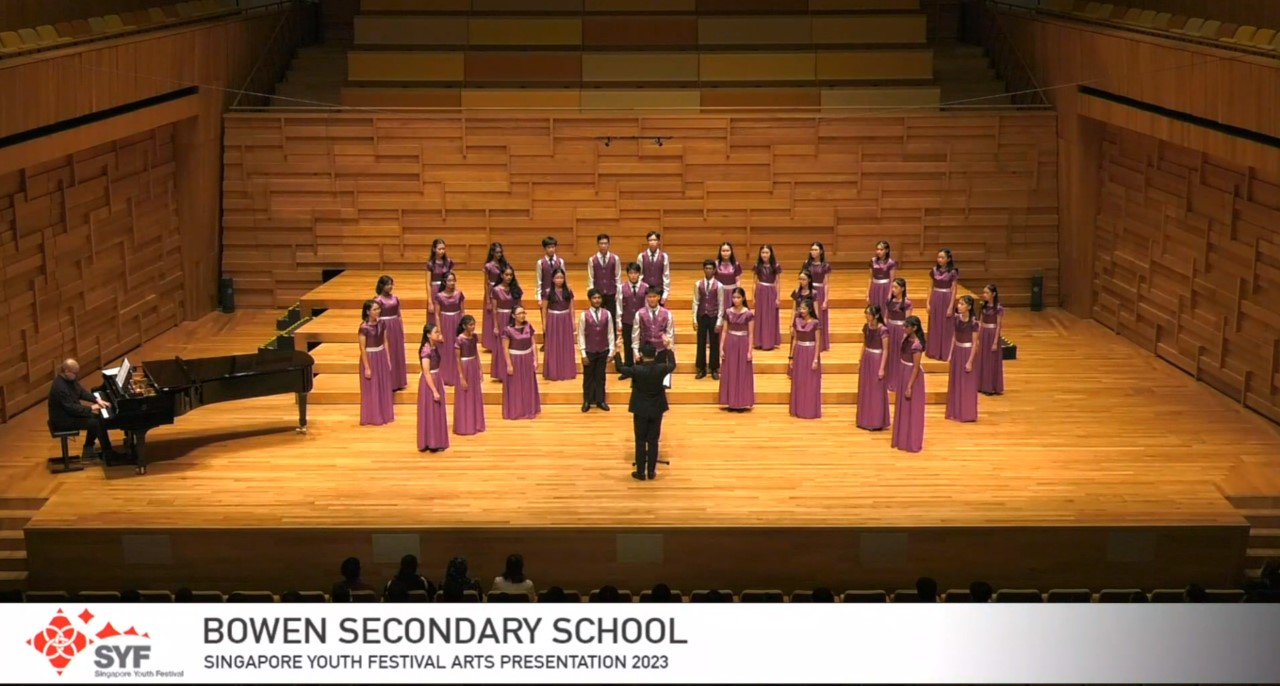 BOWEN SECONDARY SCHOOL
SINGAPORE YOUTH FESTIVAL ARTS PRESENTATION 2023
SYF
Singapore Youth Festival